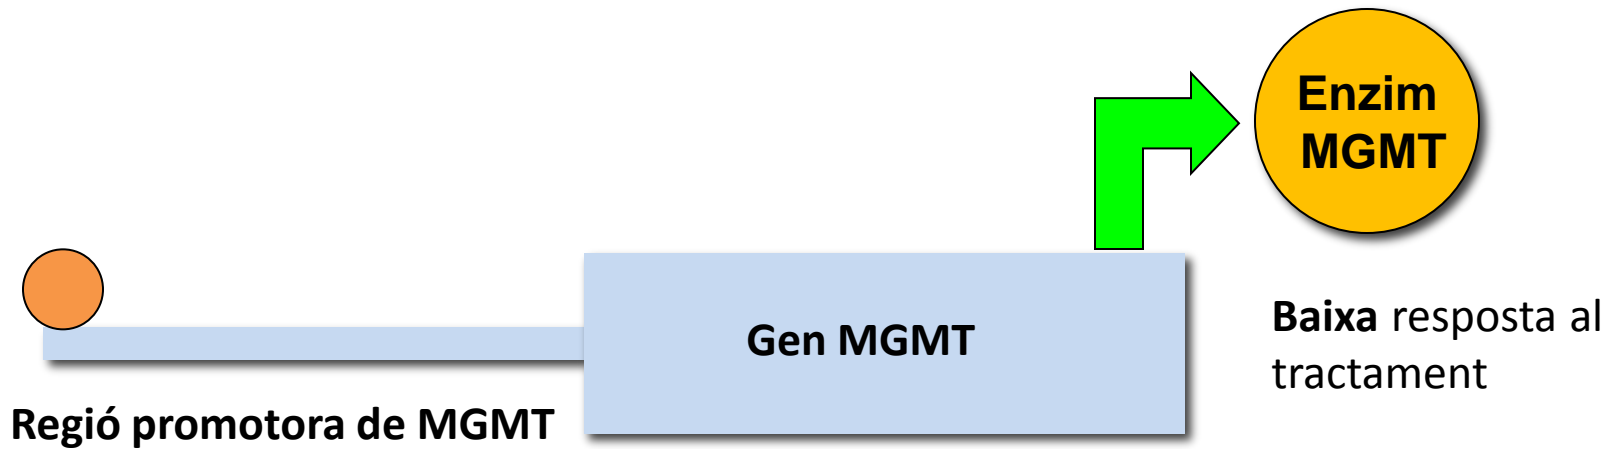 Enzim
MGMT
Gen MGMT
Baixa resposta al
tractament
Regió promotora de MGMT